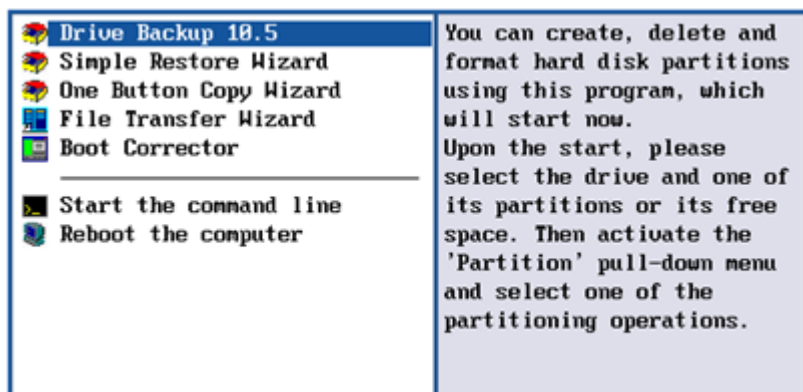 Drive Backup 10.5
Simple Restore Wizard
One Button Copy Wizard
File Transfer Wizard
Boot Corrector
Start the command line
Reboot the computer
You can create, delete and
format hard disk partitions
using this program, which
will start now.
Upon the start, please
select the drive and one of
its partitions or its free
space. Then activate the
'Partition' pull-down menu
and select one of the
partitioning operations.